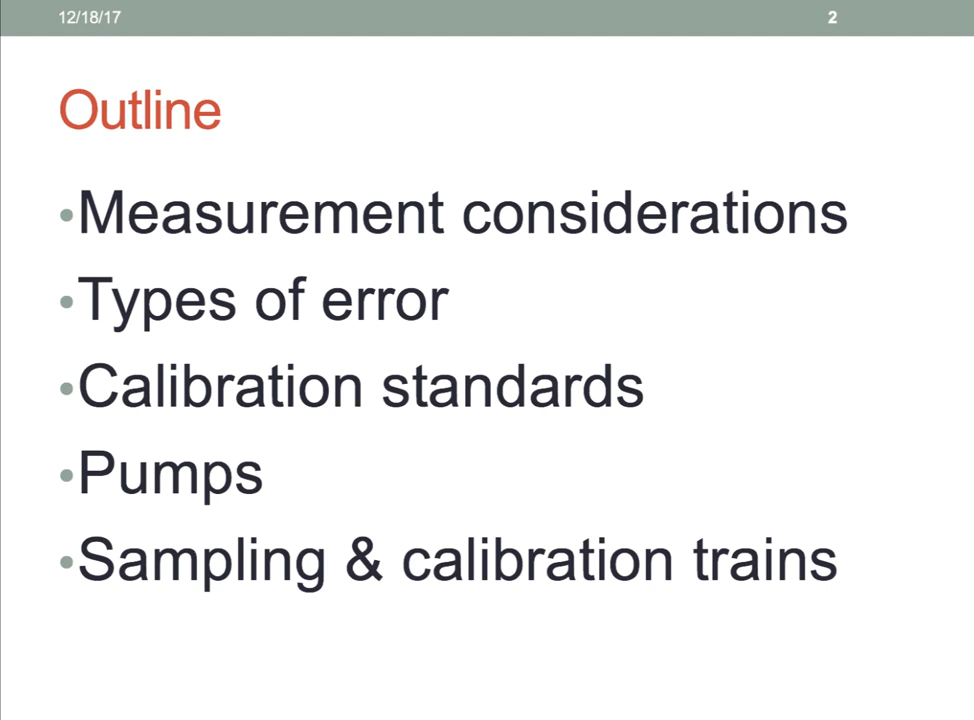 12/18/17 2
Outline
•Measurement considerations
•Types of error
•Calibration standards
•Pumps
•Sampling & calibration trains